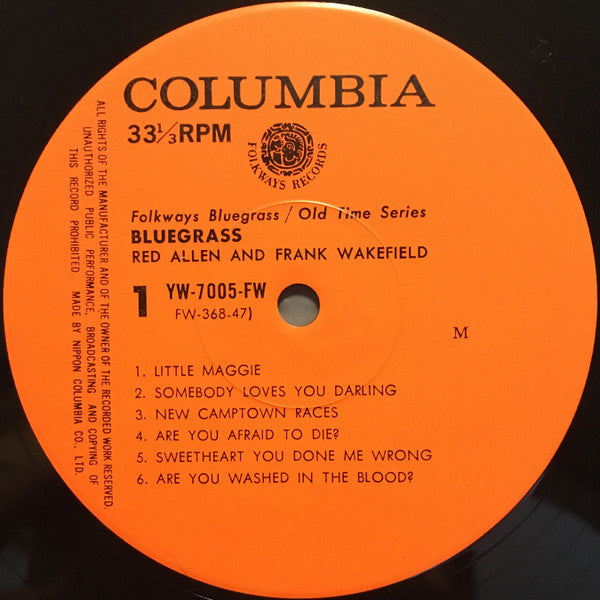 COLUMBIA
33⅓RPM
FOLKWAYS RECORDS
Folkways Bluegrass / Old Time Series
BLUEGRASS
RED ALLEN AND FRANK WAKEFIELD
1 YW-7005-FW
FW-368-47)
M
1. LITTLE MAGGIE
2. SOMEBODY LOVES YOU DARLING
3. NEW CAMPTOWN RACES
4. ARE YOU AFRAID TO DIE?
5. SWEETHEART YOU DONE ME WRONG
6. ARE YOU WASHED IN THE BLOOD?
ALL RIGHTS OF THE MANUFACTURER AND OF THE OWNER OF THE RECORDED WORK RESERVED.
UNAUTHORIZED PUBLIC PERFORMANCE, BROADCASTING AND COPYING OF
THIS RECORD PROHIBITED. MADE BY NIPPON COLUMBIA CO., LTD.